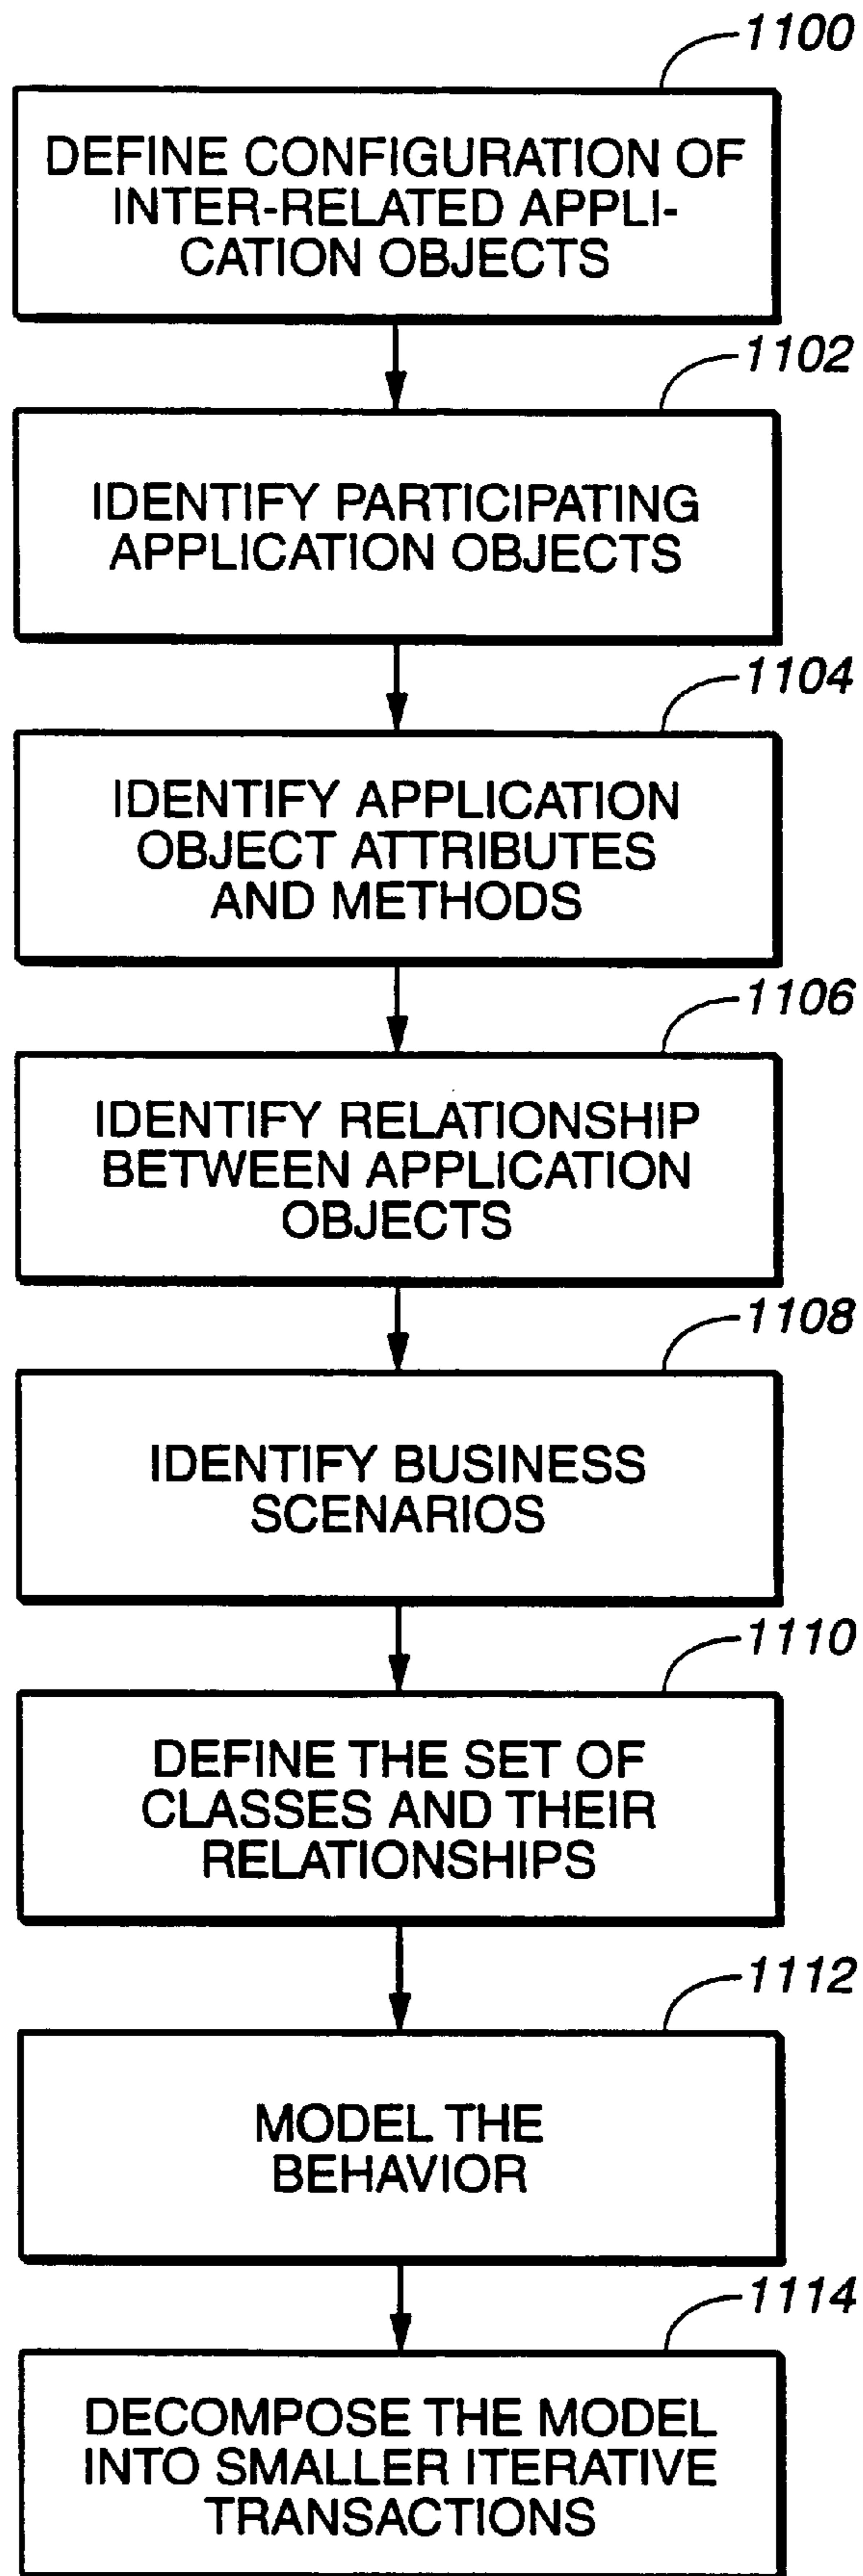 1100
DEFINE CONFIGURATION OF
INTER-RELATED APPLI-
CATION OBJECTS
1102
IDENTIFY PARTICIPATING
APPLICATION OBJECTS
1104
IDENTIFY APPLICATION
OBJECT ATTRIBUTES
AND METHODS
1106
IDENTIFY RELATIONSHIP
BETWEEN APPLICATION
OBJECTS
1108
IDENTIFY BUSINESS
SCENARIOS
1110
DEFINE THE SET OF
CLASSES AND THEIR
RELATIONSHIPS
1112
MODEL THE
BEHAVIOR
1114
DECOMPOSE THE MODEL
INTO SMALLER ITERATIVE
TRANSACTIONS